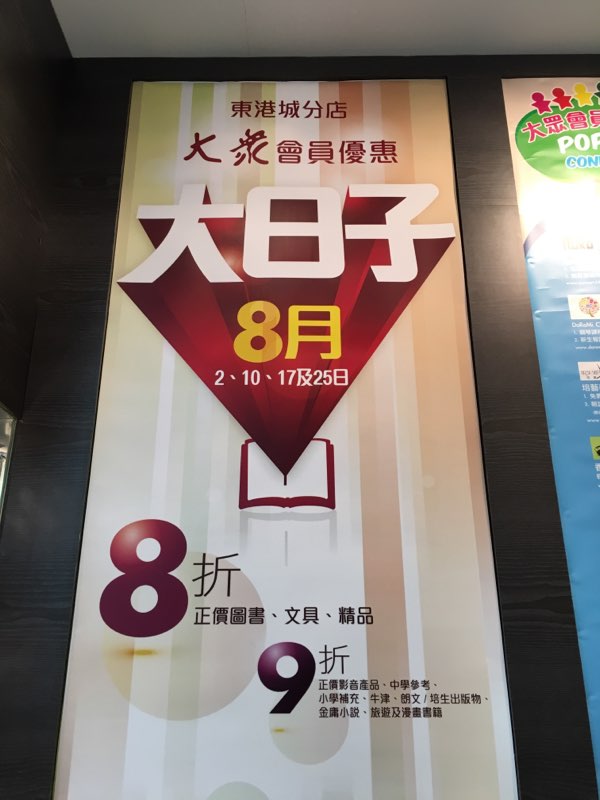 東港城分店
大眾會員優惠
大日子
8月
2、10、17及25日
8折
正價圖書、文具、精品
9折
正價影音產品、中學參考、
小學補充、牛津、朗文/培生出版物、
金庸小說、旅遊及漫畫書籍
大眾會員
POP
CON